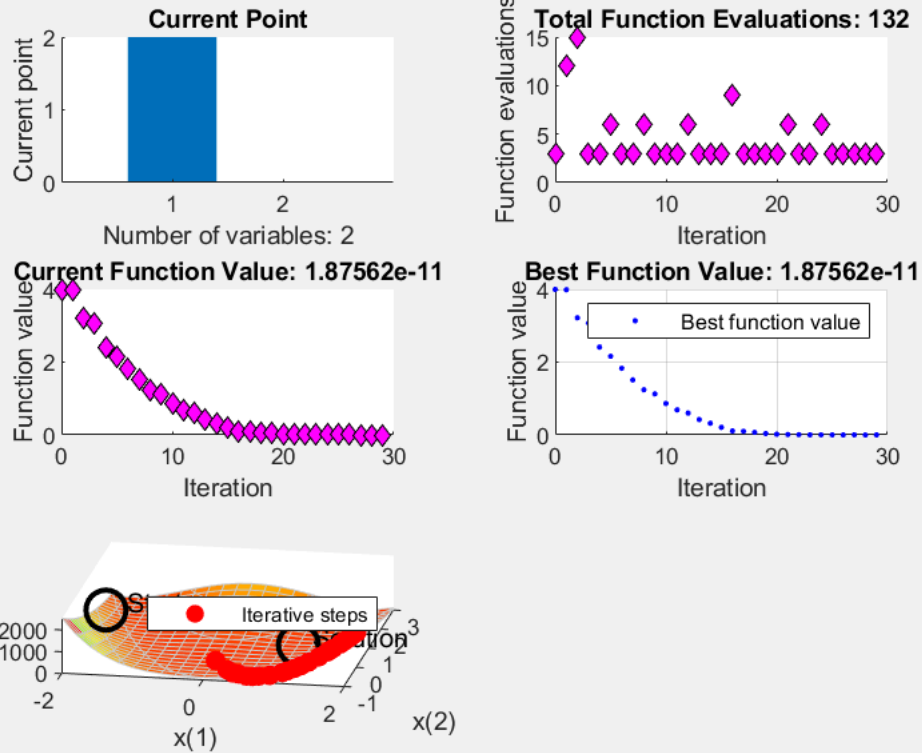 Current Point
2
1
0
Current point
1 2
Number of variables: 2
Total Function Evaluations: 132
15
10
5
0
Function evaluations
0 10 20 30
Iteration
Current Function Value: 1.87562e-11
4
2
0
Function value
0 10 20 30
Iteration
Best Function Value: 1.87562e-11
4
2
0
Function value
Best function value
0 10 20 30
Iteration
Iterative steps
2000
1000
0
-2
0
2
x(1)
3
2
1
0
-1
x(2)